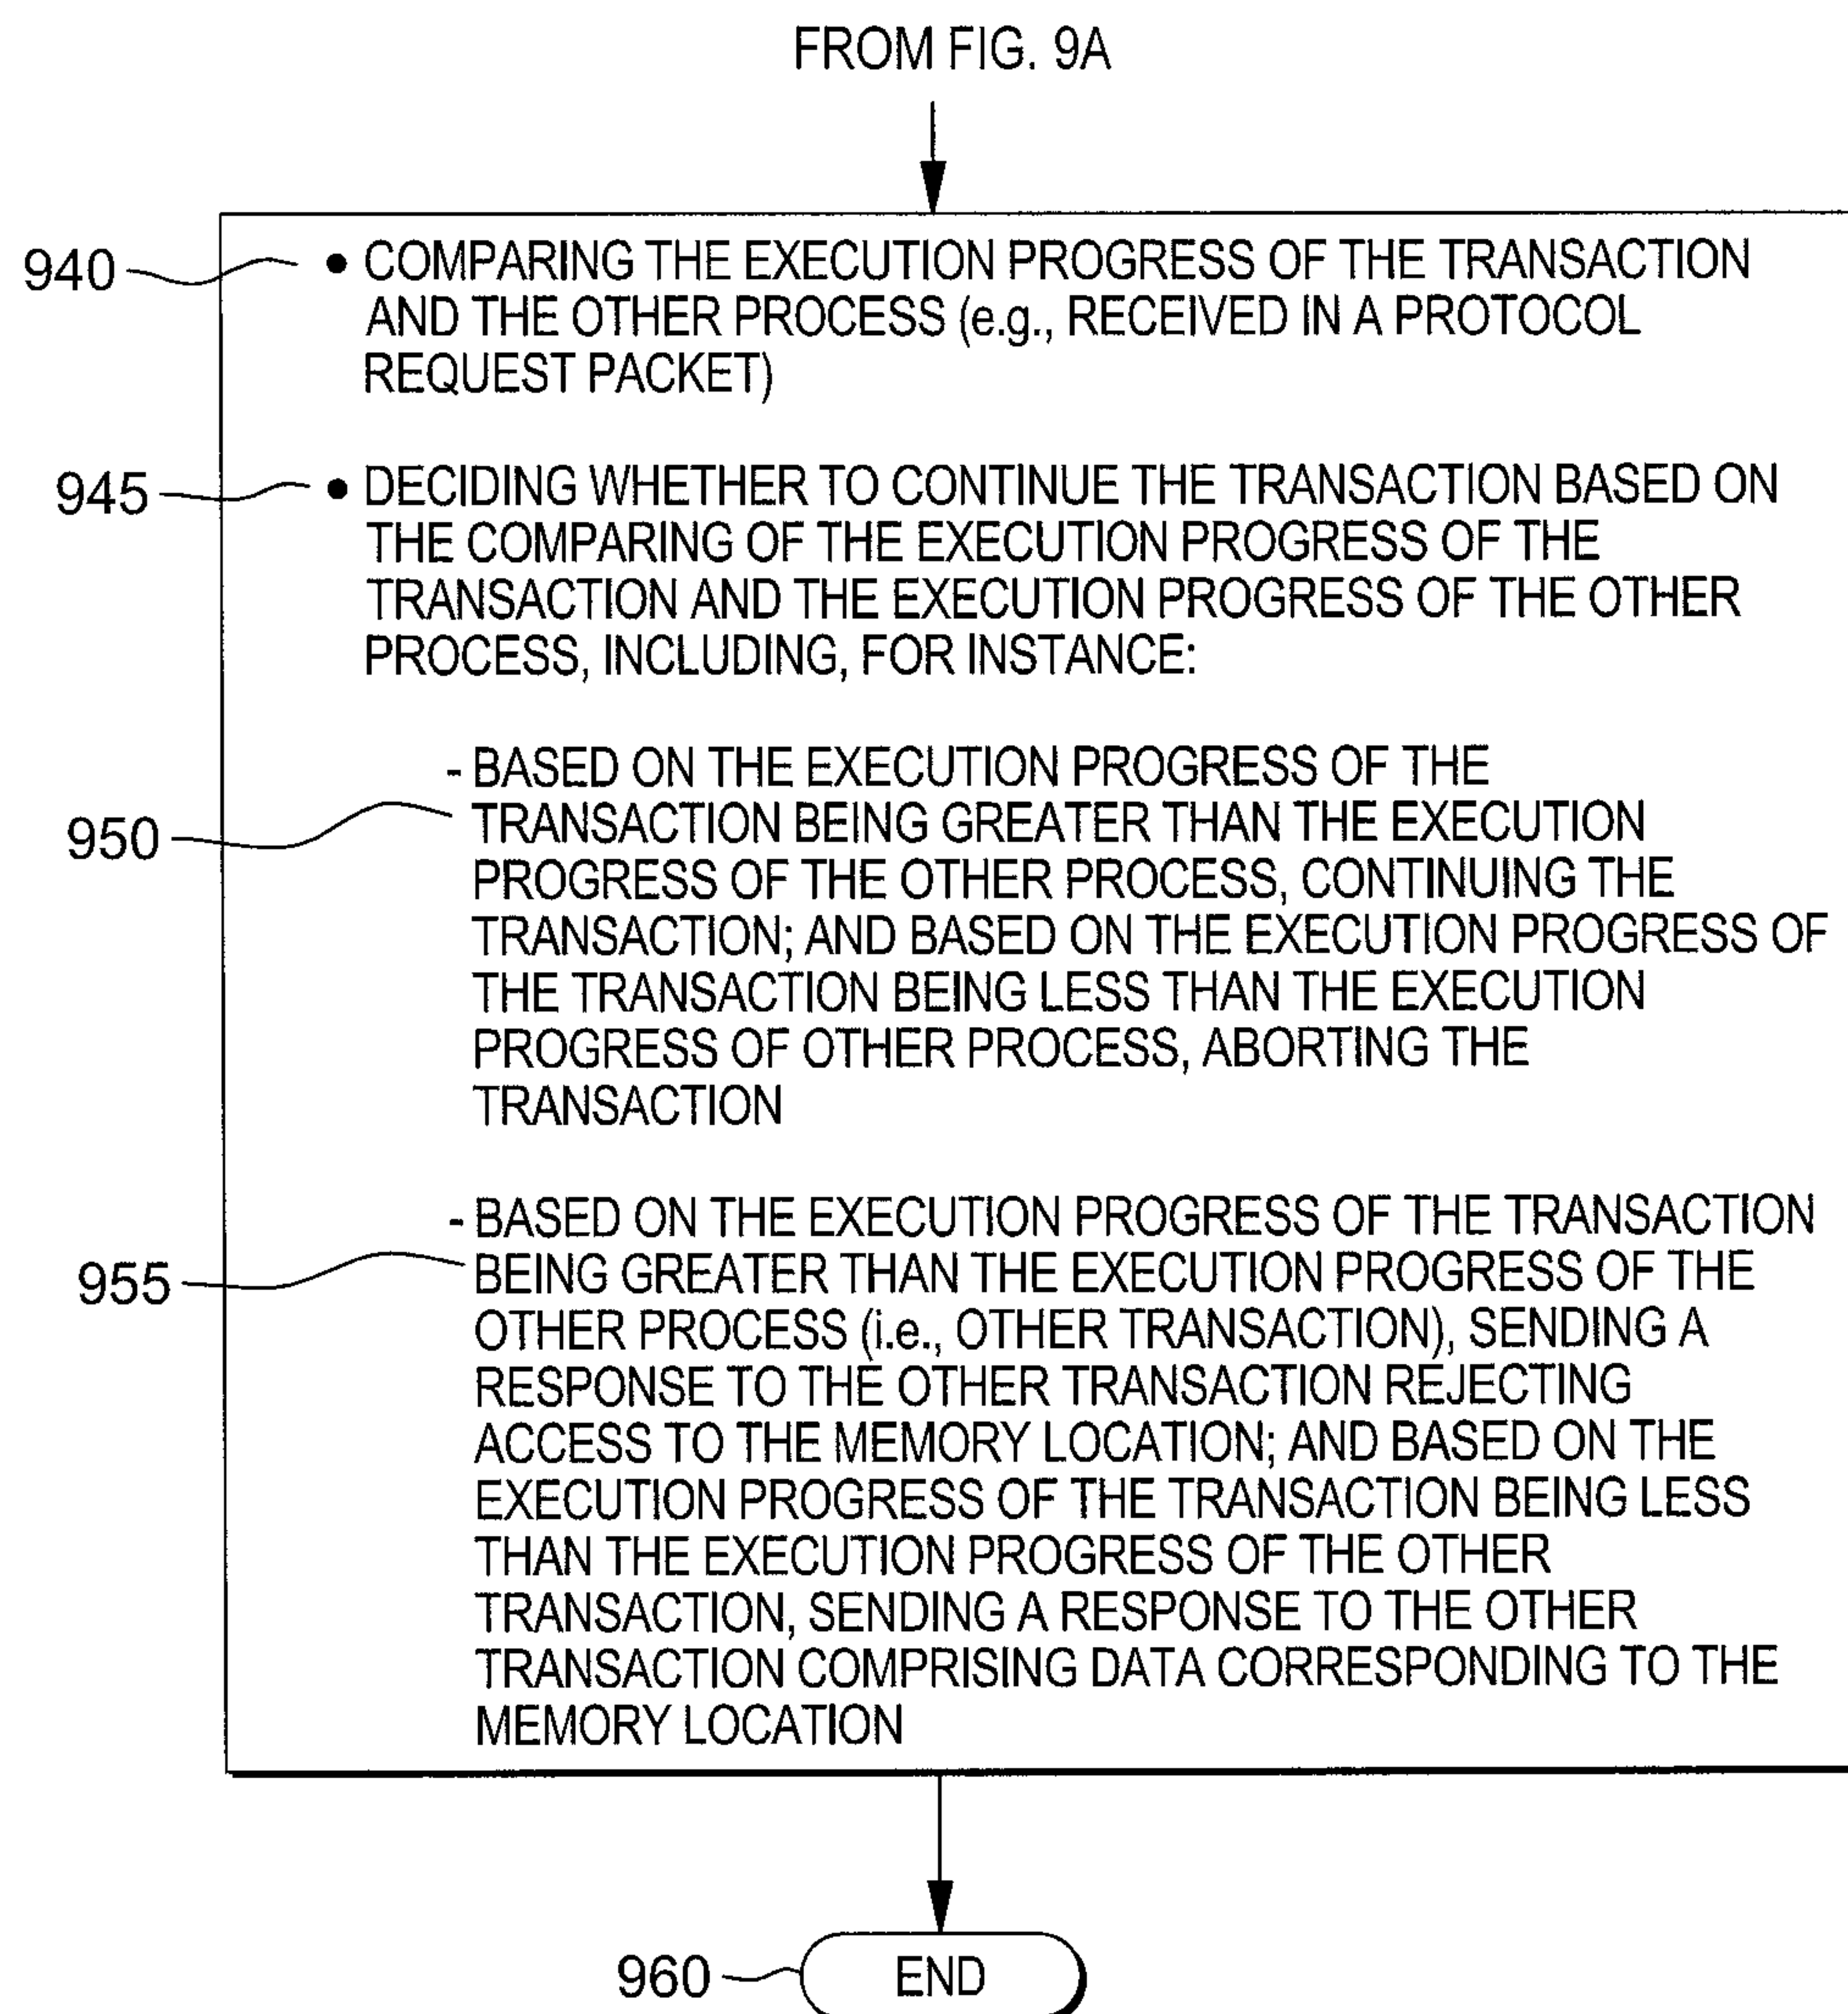 FROM FIG. 9A
940
• COMPARING THE EXECUTION PROGRESS OF THE TRANSACTION
AND THE OTHER PROCESS (e.g., RECEIVED IN A PROTOCOL
REQUEST PACKET)
945
• DECIDING WHETHER TO CONTINUE THE TRANSACTION BASED ON
THE COMPARING OF THE EXECUTION PROGRESS OF THE
TRANSACTION AND THE EXECUTION PROGRESS OF THE OTHER
PROCESS, INCLUDING, FOR INSTANCE:
- BASED ON THE EXECUTION PROGRESS OF THE
950
TRANSACTION BEING GREATER THAN THE EXECUTION
PROGRESS OF THE OTHER PROCESS, CONTINUING THE
TRANSACTION; AND BASED ON THE EXECUTION PROGRESS OF
THE TRANSACTION BEING LESS THAN THE EXECUTION
PROGRESS OF OTHER PROCESS, ABORTING THE
TRANSACTION
- BASED ON THE EXECUTION PROGRESS OF THE TRANSACTION
955
BEING GREATER THAN THE EXECUTION PROGRESS OF THE
OTHER PROCESS (i.e., OTHER TRANSACTION), SENDING A
RESPONSE TO THE OTHER TRANSACTION REJECTING
ACCESS TO THE MEMORY LOCATION; AND BASED ON THE
EXECUTION PROGRESS OF THE TRANSACTION BEING LESS
THAN THE EXECUTION PROGRESS OF THE OTHER
TRANSACTION, SENDING A RESPONSE TO THE OTHER
TRANSACTION COMPRISING DATA CORRESPONDING TO THE
MEMORY LOCATION
960
END